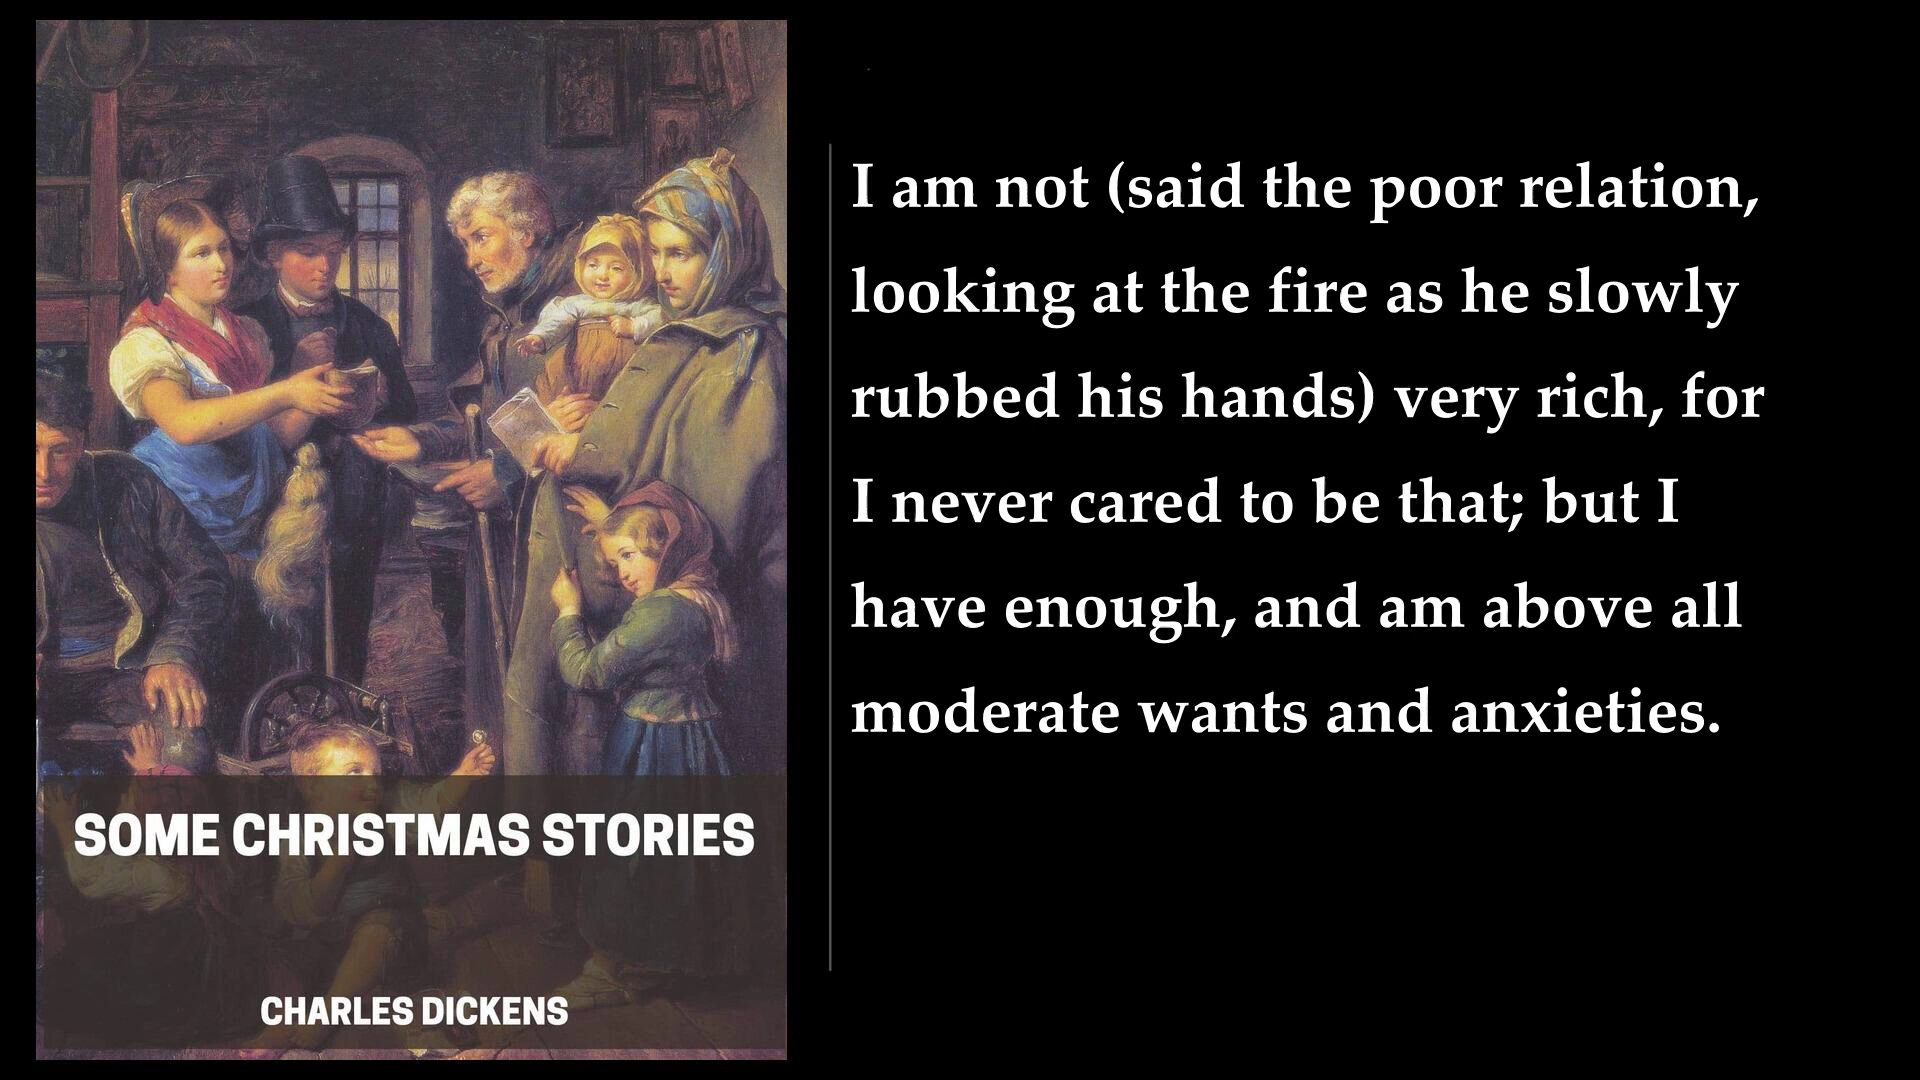 I am not (said the poor relation,
looking at the fire as he slowly
rubbed his hands) very rich, for
I never cared to be that; but I
have enough, and am above all
moderate wants and anxieties.
SOME CHRISTMAS STORIES
CHARLES DICKENS